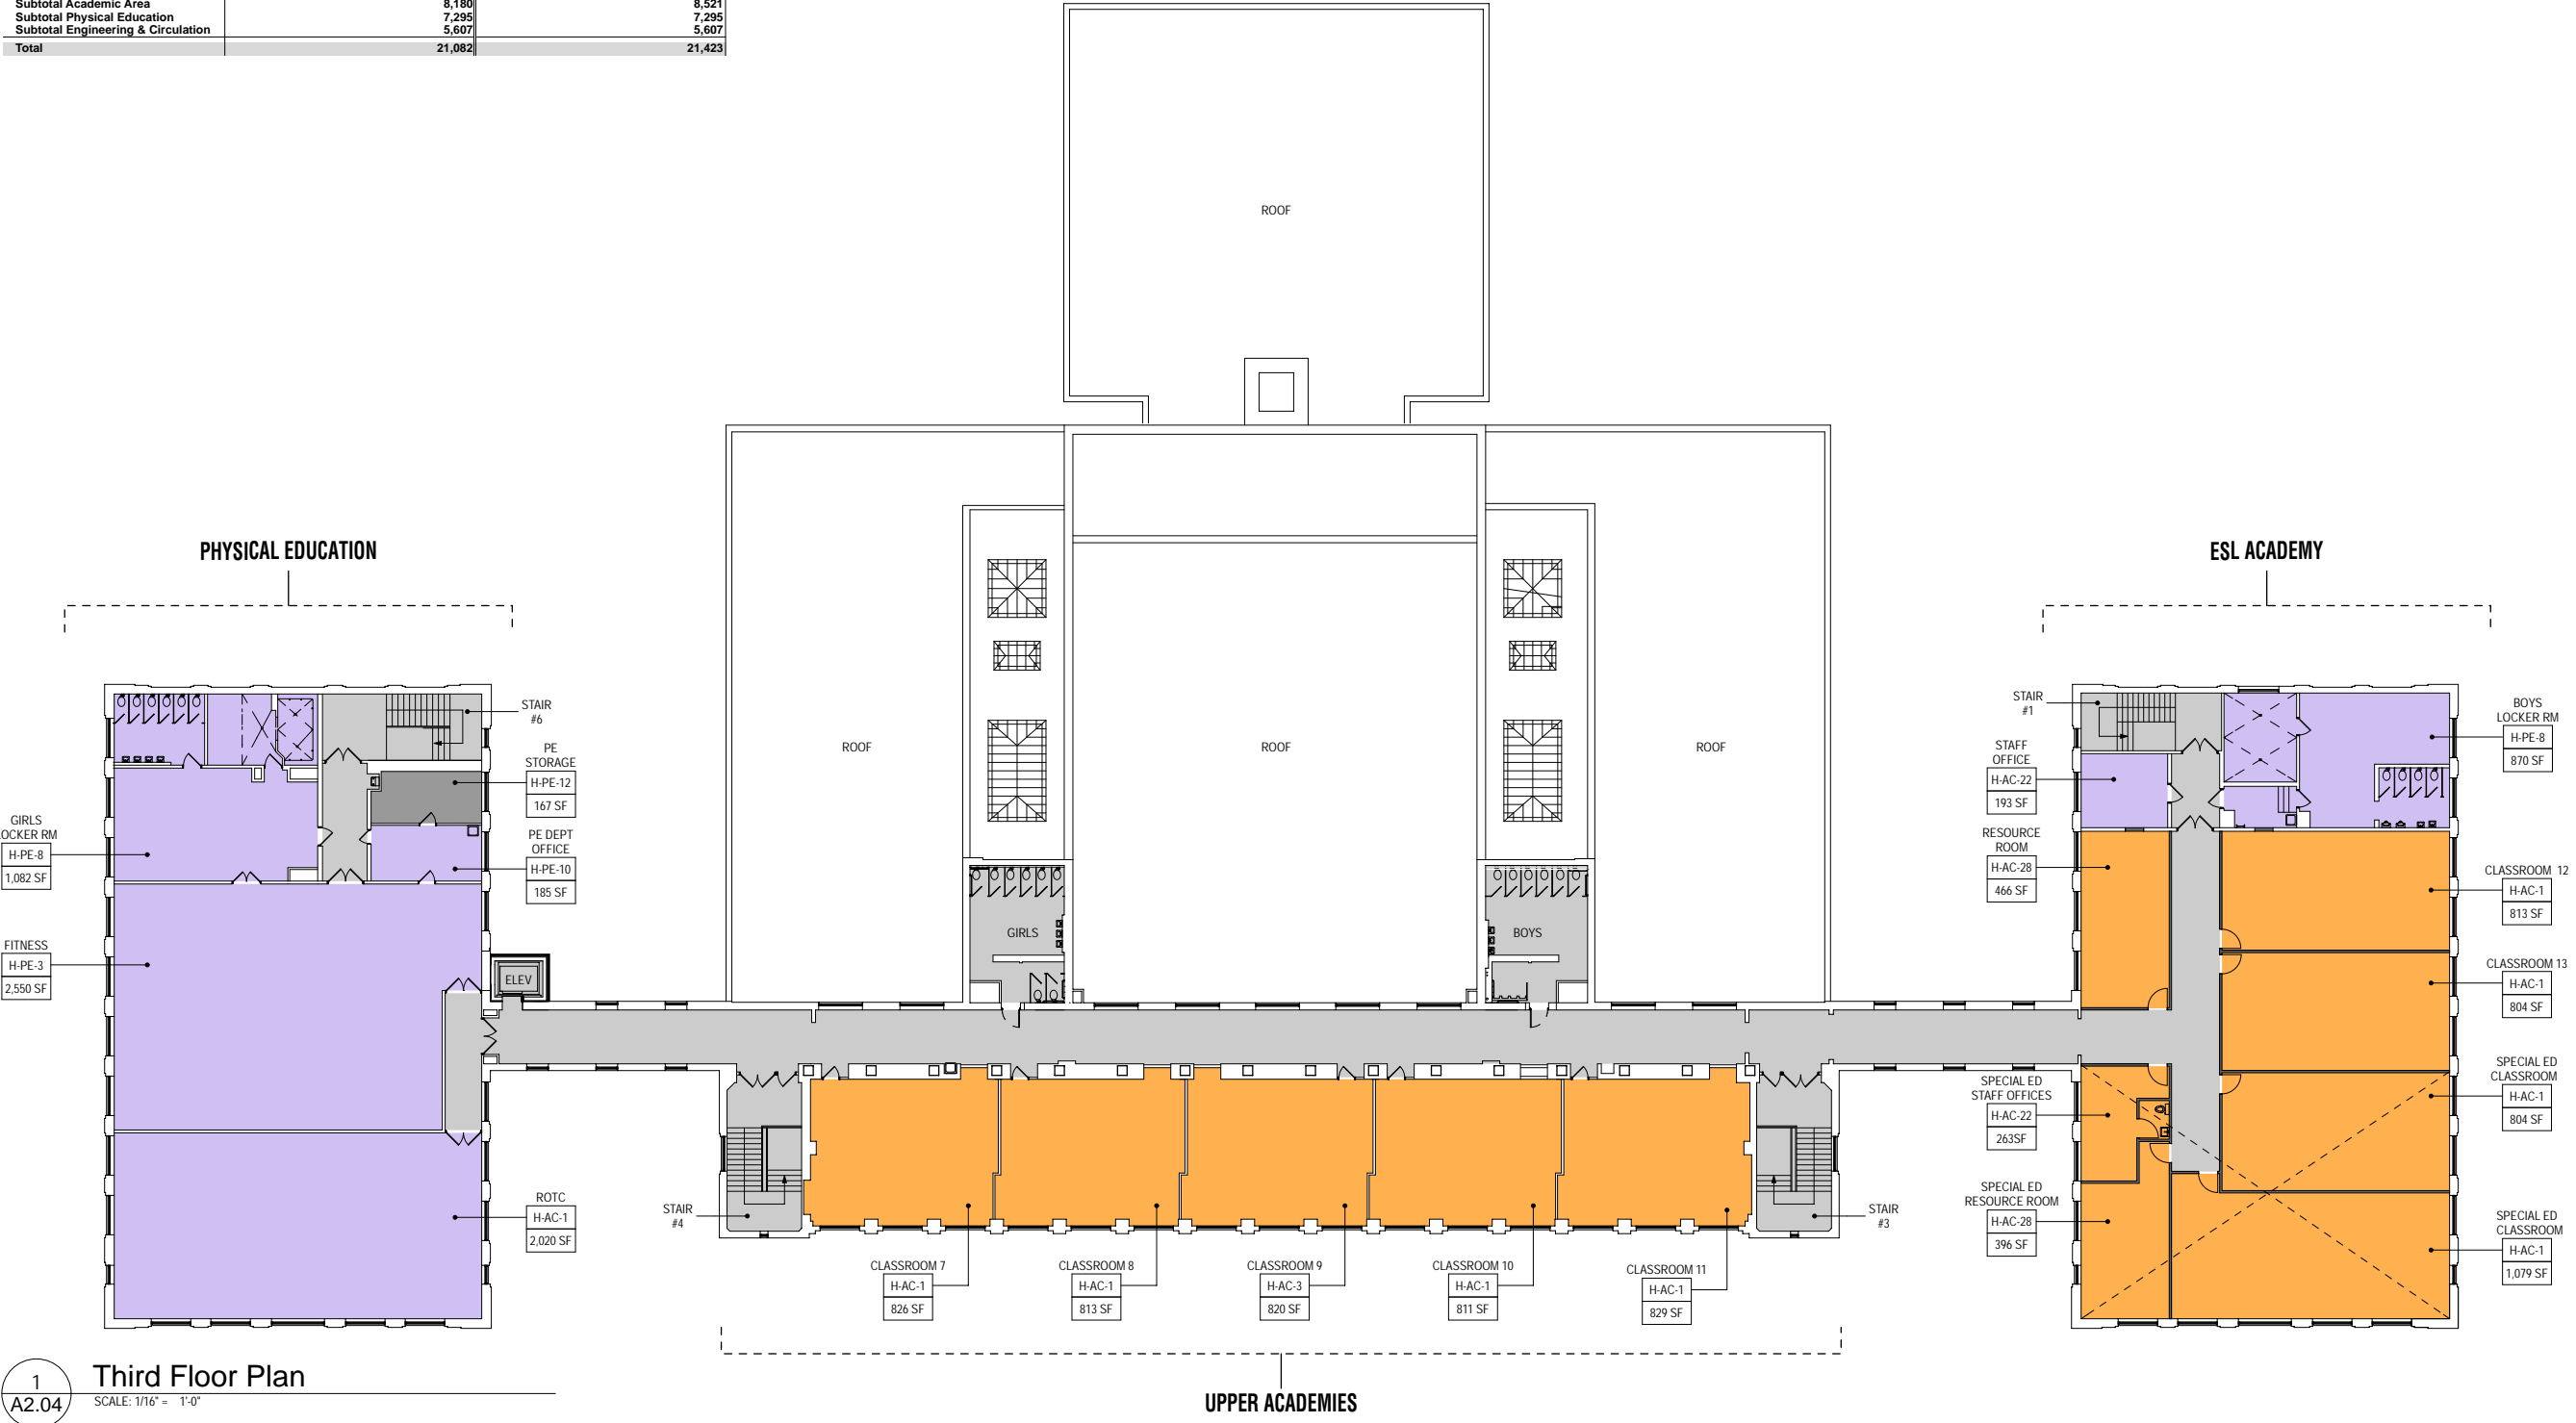 Subtotal Academic Area 8,180 8,521
Subtotal Physical Education 7,295 7,295
Subtotal Engineering & Circulation 5,607 5,607
Total 21,082 21,423
ROOF
PHYSICAL EDUCATION
ESL ACADEMY
ROOF
ROOF
ROOF
STAIR
#6
PE
STORAGE
H-PE-12
167 SF
PE DEPT
OFFICE
H-PE-10
185 SF
GIRLS
LOCKER RM
H-PE-8
1,082 SF
FITNESS
H-PE-3
2,550 SF
ELEV
ROTC
H-AC-1
2,020 SF
GIRLS
BOYS
STAIR
#4
STAIR
#3
CLASSROOM 7
H-AC-1
826 SF
CLASSROOM 8
H-AC-1
813 SF
CLASSROOM 9
H-AC-3
820 SF
CLASSROOM 10
H-AC-1
811 SF
CLASSROOM 11
H-AC-1
829 SF
STAIR
#1
STAFF
OFFICE
H-AC-22
193 SF
RESOURCE
ROOM
H-AC-28
466 SF
SPECIAL ED
STAFF OFFICES
H-AC-22
263SF
SPECIAL ED
RESOURCE ROOM
H-AC-28
396 SF
BOYS
LOCKER RM
H-PE-8
870 SF
CLASSROOM 12
H-AC-1
813 SF
CLASSROOM 13
H-AC-1
804 SF
SPECIAL ED
CLASSROOM
H-AC-1
804 SF
SPECIAL ED
CLASSROOM
H-AC-1
1,079 SF
UPPER ACADEMIES
1
A2.04
Third Floor Plan
SCALE: 1/16" = 1'-0"